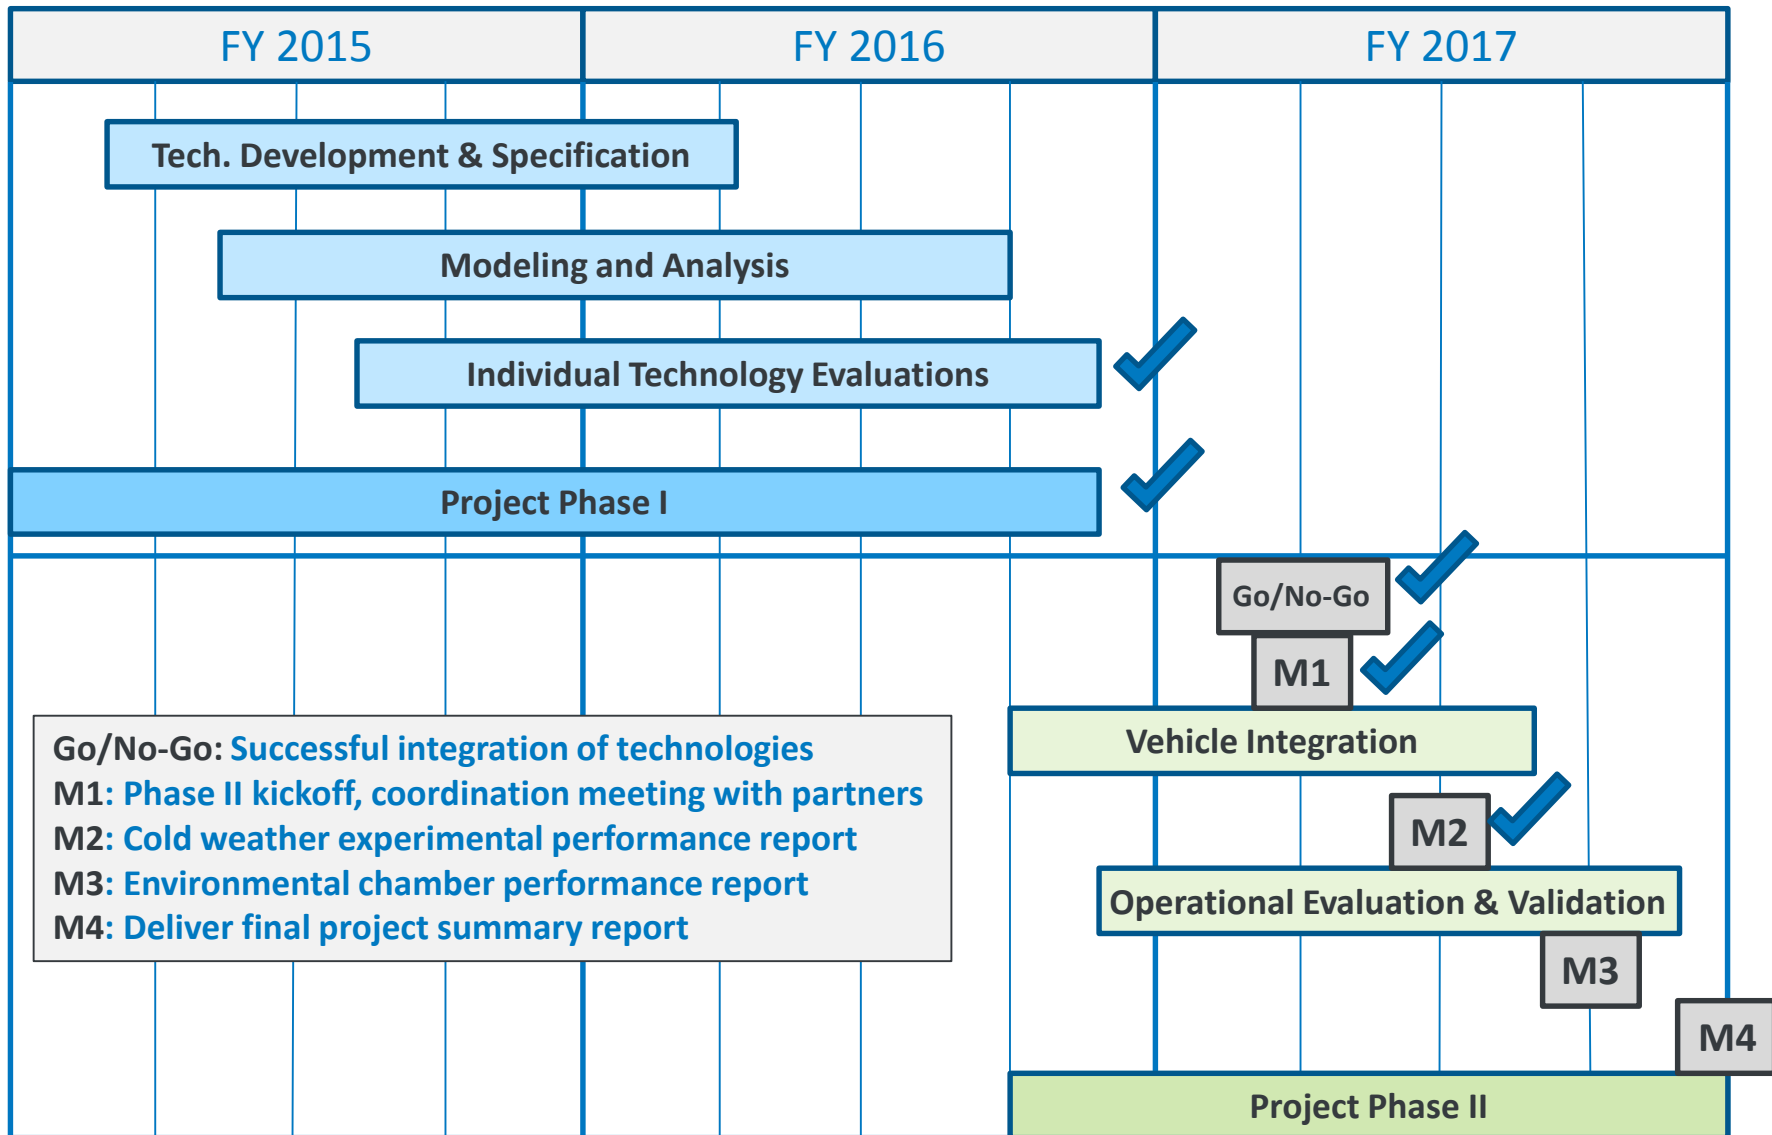 FY 2015
FY 2016
FY 2017
Tech. Development & Specification
Modeling and Analysis
Individual Technology Evaluations
Project Phase I
Go/No-Go
M1
Vehicle Integration
Go/No-Go: Successful integration of technologies
M1: Phase II kickoff, coordination meeting with partners
M2: Cold weather experimental performance report
M3: Environmental chamber performance report
M4: Deliver final project summary report
M2
Operational Evaluation & Validation
M3
M4
Project Phase II